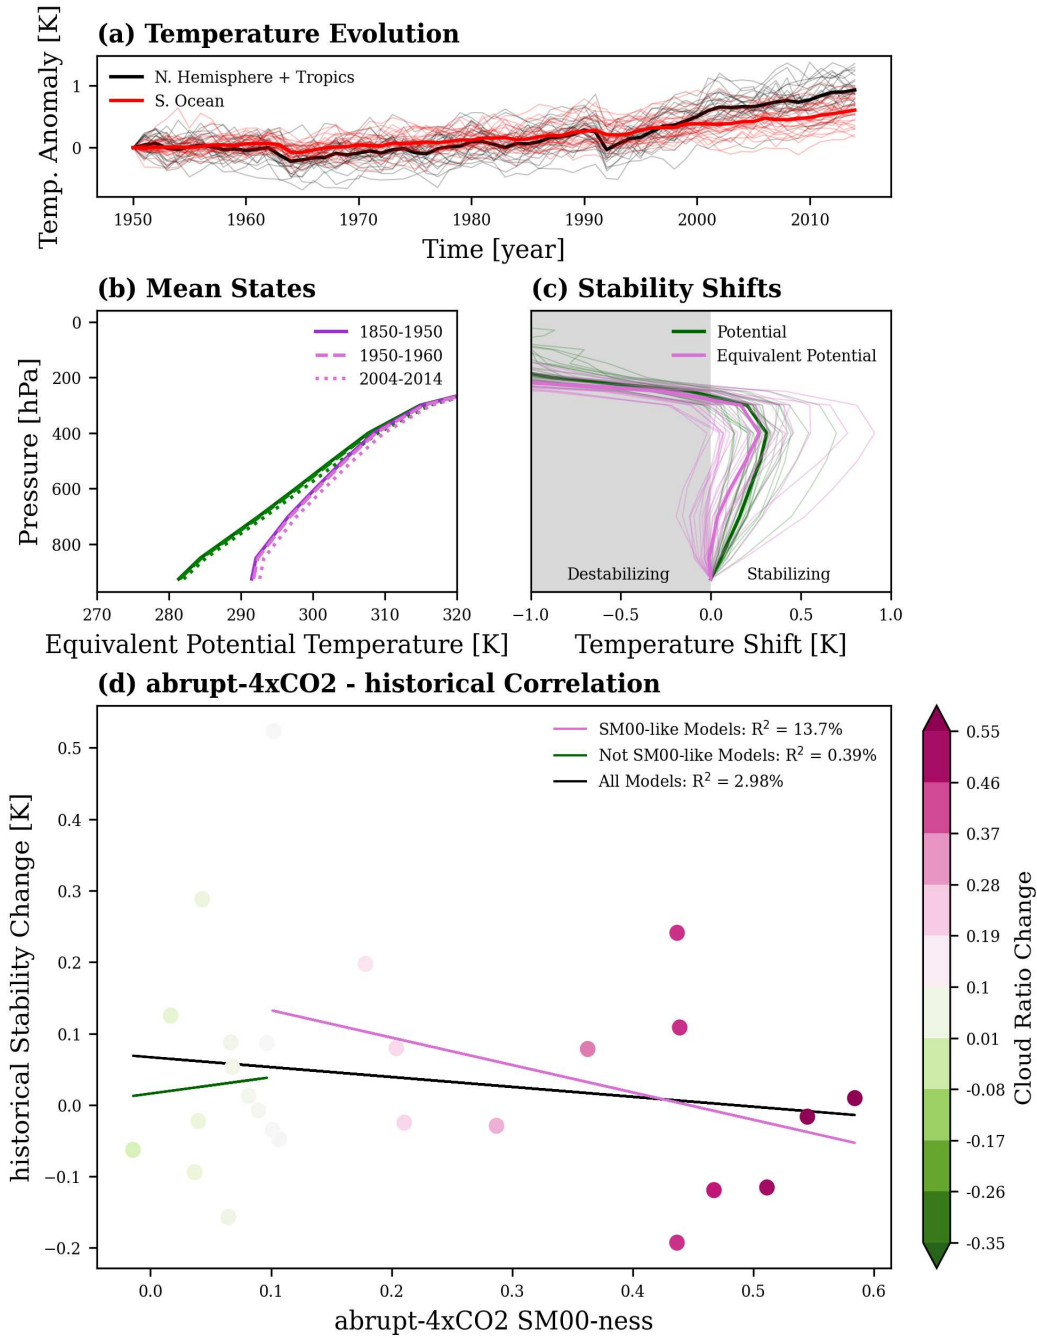 (a) Temperature Evolution
Temp. Anomaly [K]
1
0
N. Hemisphere + Tropics
S. Ocean
1950 1960 1970 1980 1990 2000 2010
Time [year]
(b) Mean States
Pressure [hPa]
0
200
400
600
800
1850-1950
1950-1960
2004-2014
270 280 290 300 310 320
Equivalent Potential Temperature [K]
(c) Stability Shifts
Potential
Equivalent Potential
Destabilizing
Stabilizing
−1.0 −0.5 0.0 0.5 1.0
Temperature Shift [K]
(d) abrupt-4xCO2 - historical Correlation
historical Stability Change [K]
0.5
0.4
0.3
0.2
0.1
0.0
−0.1
−0.2
SM00-like Models: R² = 13.7%
Not SM00-like Models: R² = 0.39%
All Models: R² = 2.98%
0.0 0.1 0.2 0.3 0.4 0.5 0.6
abrupt-4xCO2 SM00-ness
0.55
0.46
0.37
0.28
0.19
0.1
0.01
-0.08
-0.17
-0.26
-0.35
Cloud Ratio Change